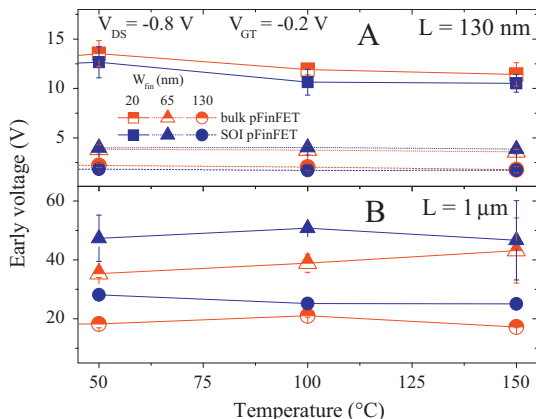 V_DS = -0.8 V V_GT = -0.2 V L = 130 nm
A
15
10
5
W_fin (nm)
20 65 130
bulk pFinFET
SOI pFinFET
Early voltage (V)
B L = 1 μm
60
40
20
50 75 100 125 150
Temperature (°C)